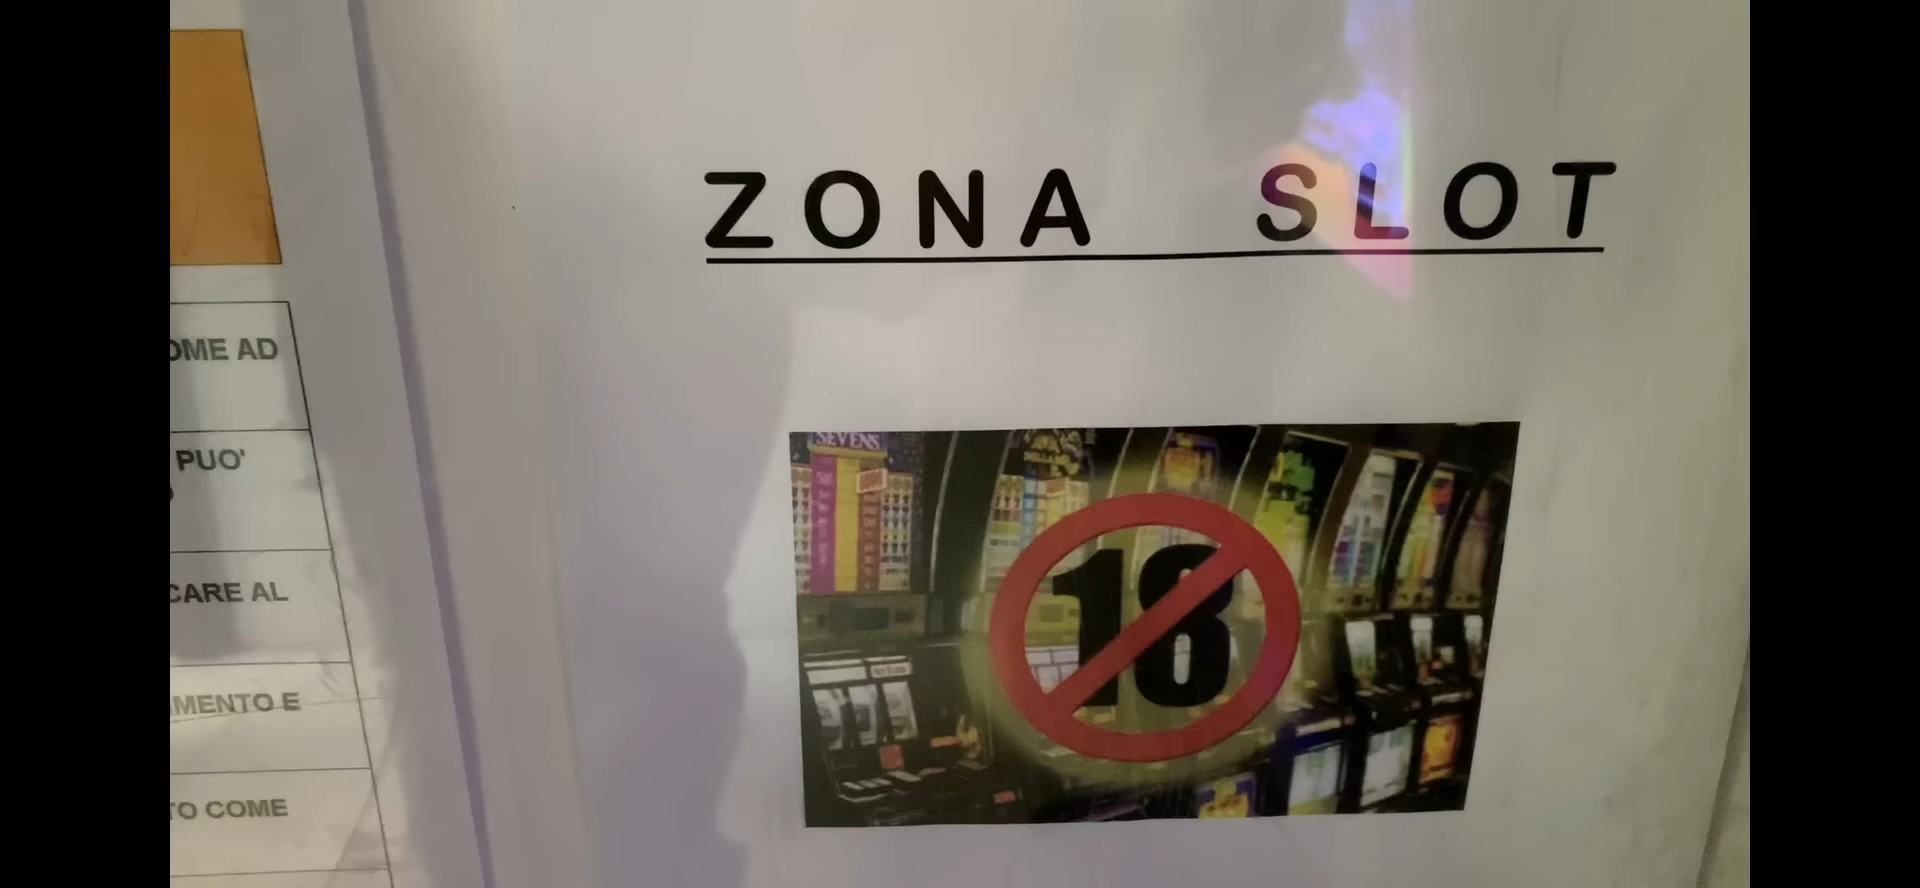 ZONA SLOT
OME AD
PUO'
CARE AL
MENTO E
TO COME
SEVENS
18